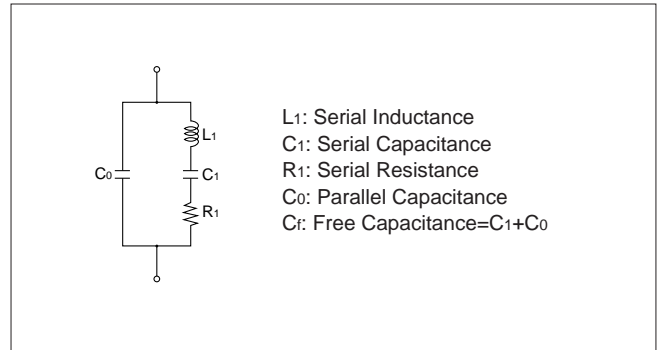 L1
C0
C1
R1
L1: Serial Inductance
C1: Serial Capacitance
R1: Serial Resistance
C0: Parallel Capacitance
Cf: Free Capacitance=C1+C0